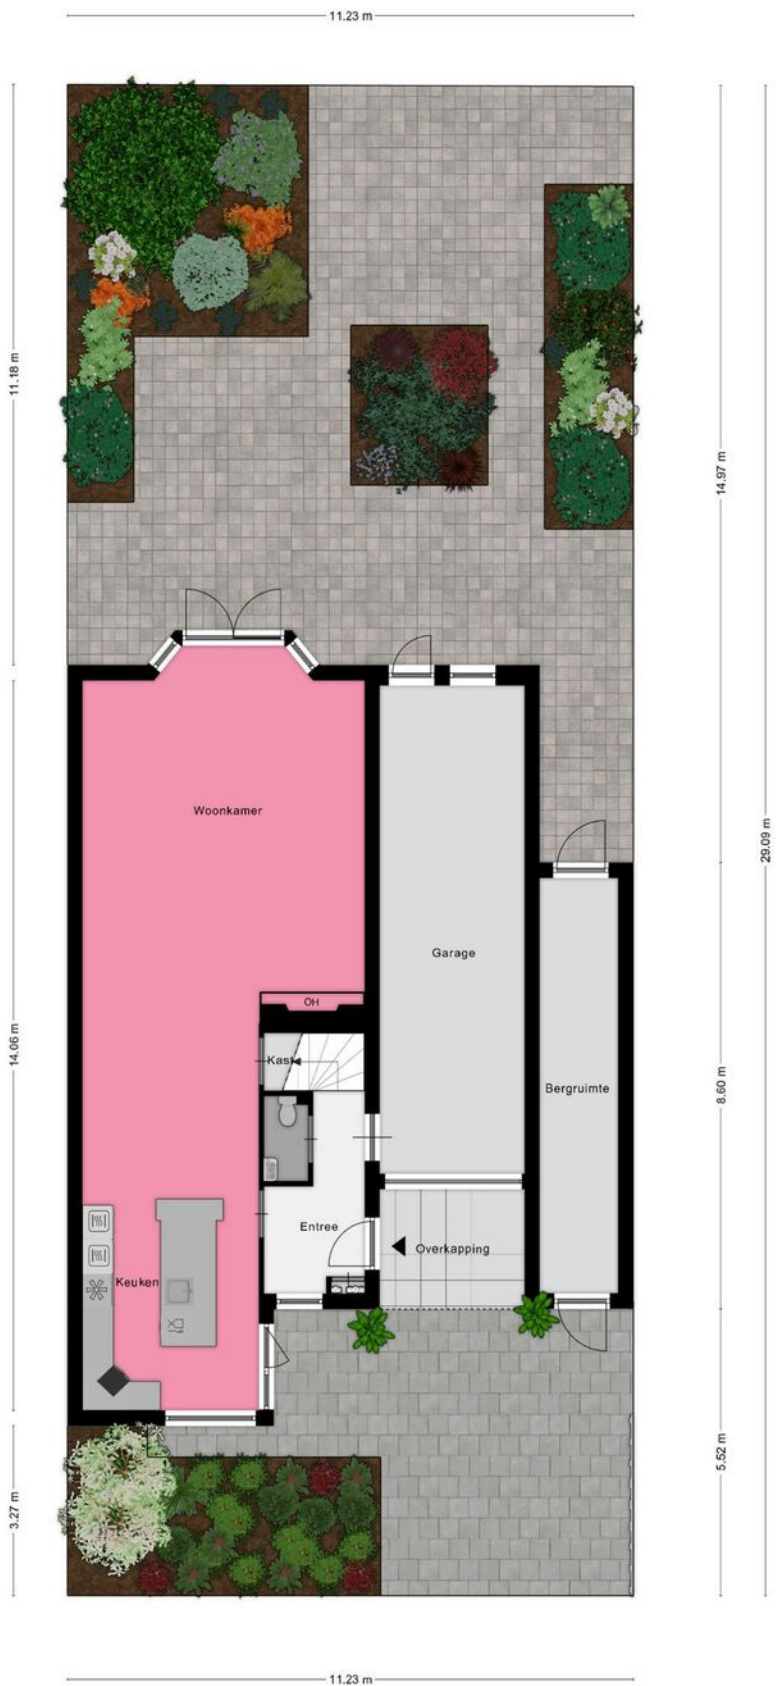 11.23 m
11.18 m
14.97 m
Woonkamer
29.09 m
Garage
OH
14.06 m
Kast
8.60 m
Bergruimte
Entree
Overkapping
Keuken
5.52 m
3.27 m
11.23 m